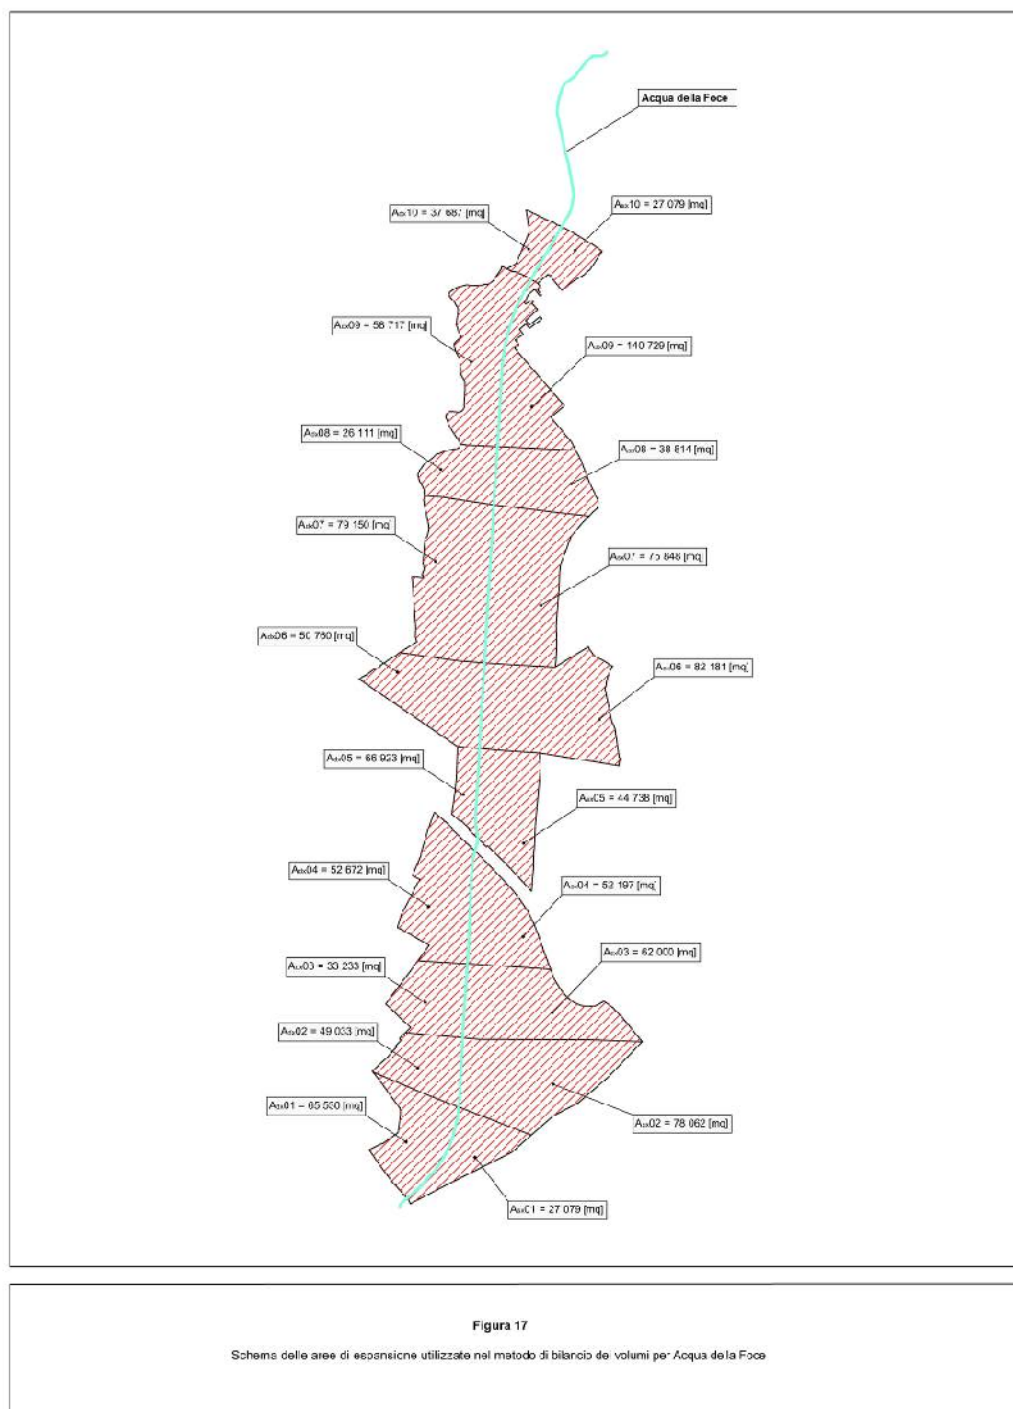 Acqua della Foce
Adx10 = 37 687 [mq]
Asx10 = 27 079 [mq]
Adx09 = 58 717 [mq]
Asx09 = 140 729 [mq]
Adx08 = 26 111 [mq]
Asx08 = 38 814 [mq]
Adx07 = 79 150 [mq]
Asx07 = 75 848 [mq]
Adx06 = 50 760 [mq]
Asx06 = 82 181 [mq]
Adx05 = 66 923 [mq]
Asx05 = 44 738 [mq]
Adx04 = 52 672 [mq]
Asx04 = 53 197 [mq]
Asx03 = 62 000 [mq]
Adx03 = 33 233 [mq]
Adx02 = 49 033 [mq]
Adx01 = 65 530 [mq]
Asx02 = 78 062 [mq]
Asx01 = 27 079 [mq]
Figura 17
Schema delle aree di espansione utilizzate nel metodo di bilancio dei volumi per Acqua della Foce